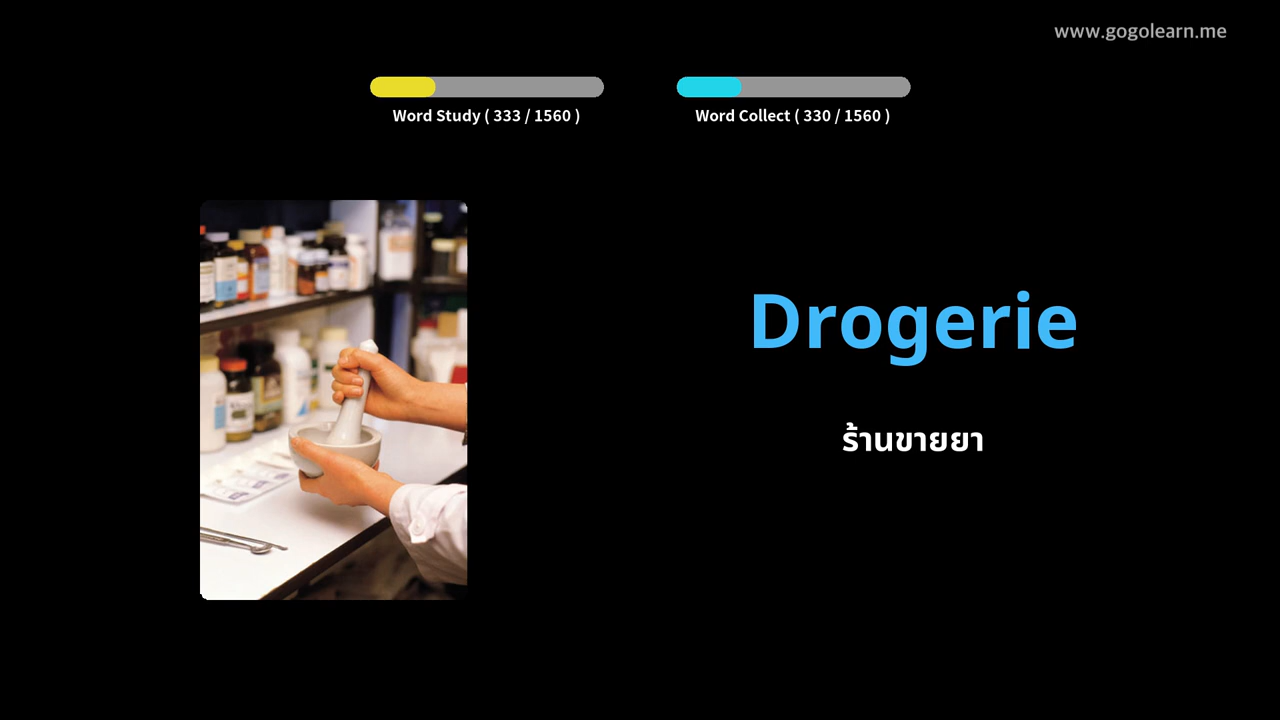 www.gogolearn.me
Word Study ( 333 / 1560 )
Word Collect ( 330 / 1560 )
Drogerie
ร้านขายยา